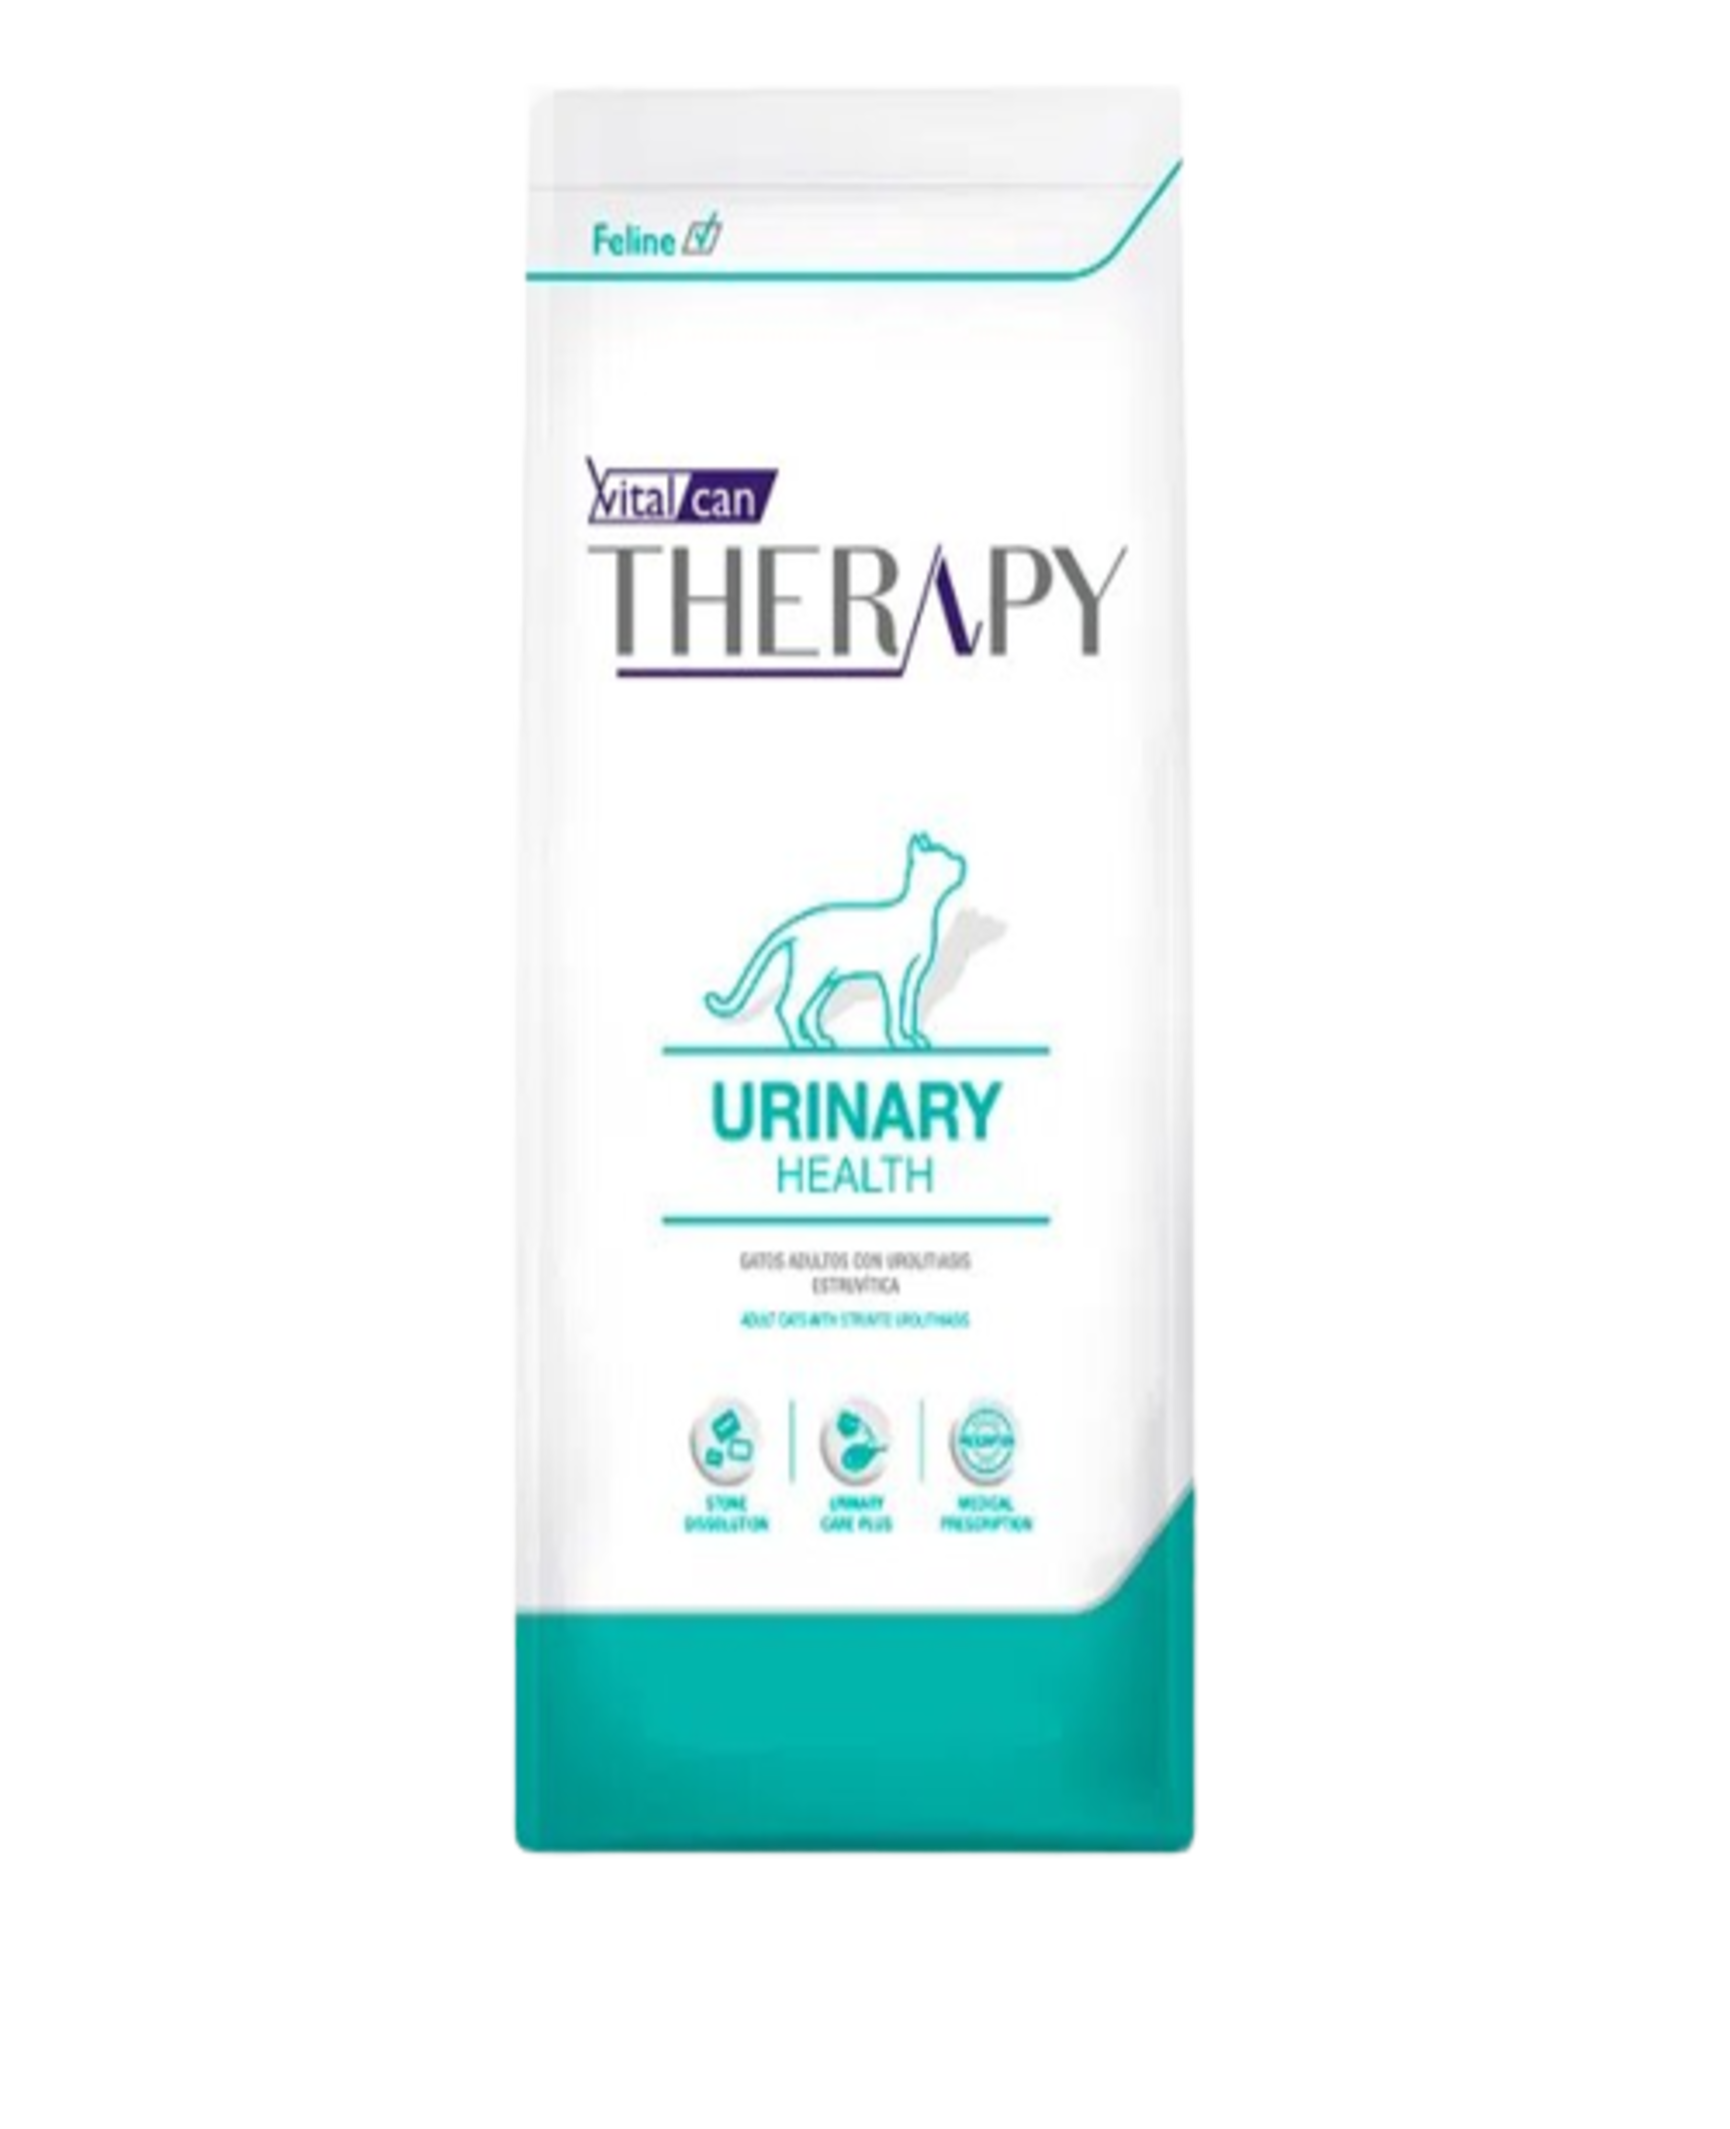 Feline
vital can
THERAPY
URINARY
HEALTH
GATOS ADULTOS CON UROLITIASIS
ESTRUVÍTICA
ADULT CATS WITH STRUVITE UROLITHIASIS
STONE
DISSOLUTION
URINARY
CARE PLUS
PRESCRIPTION
MEDICAL
PRESCRIPTION